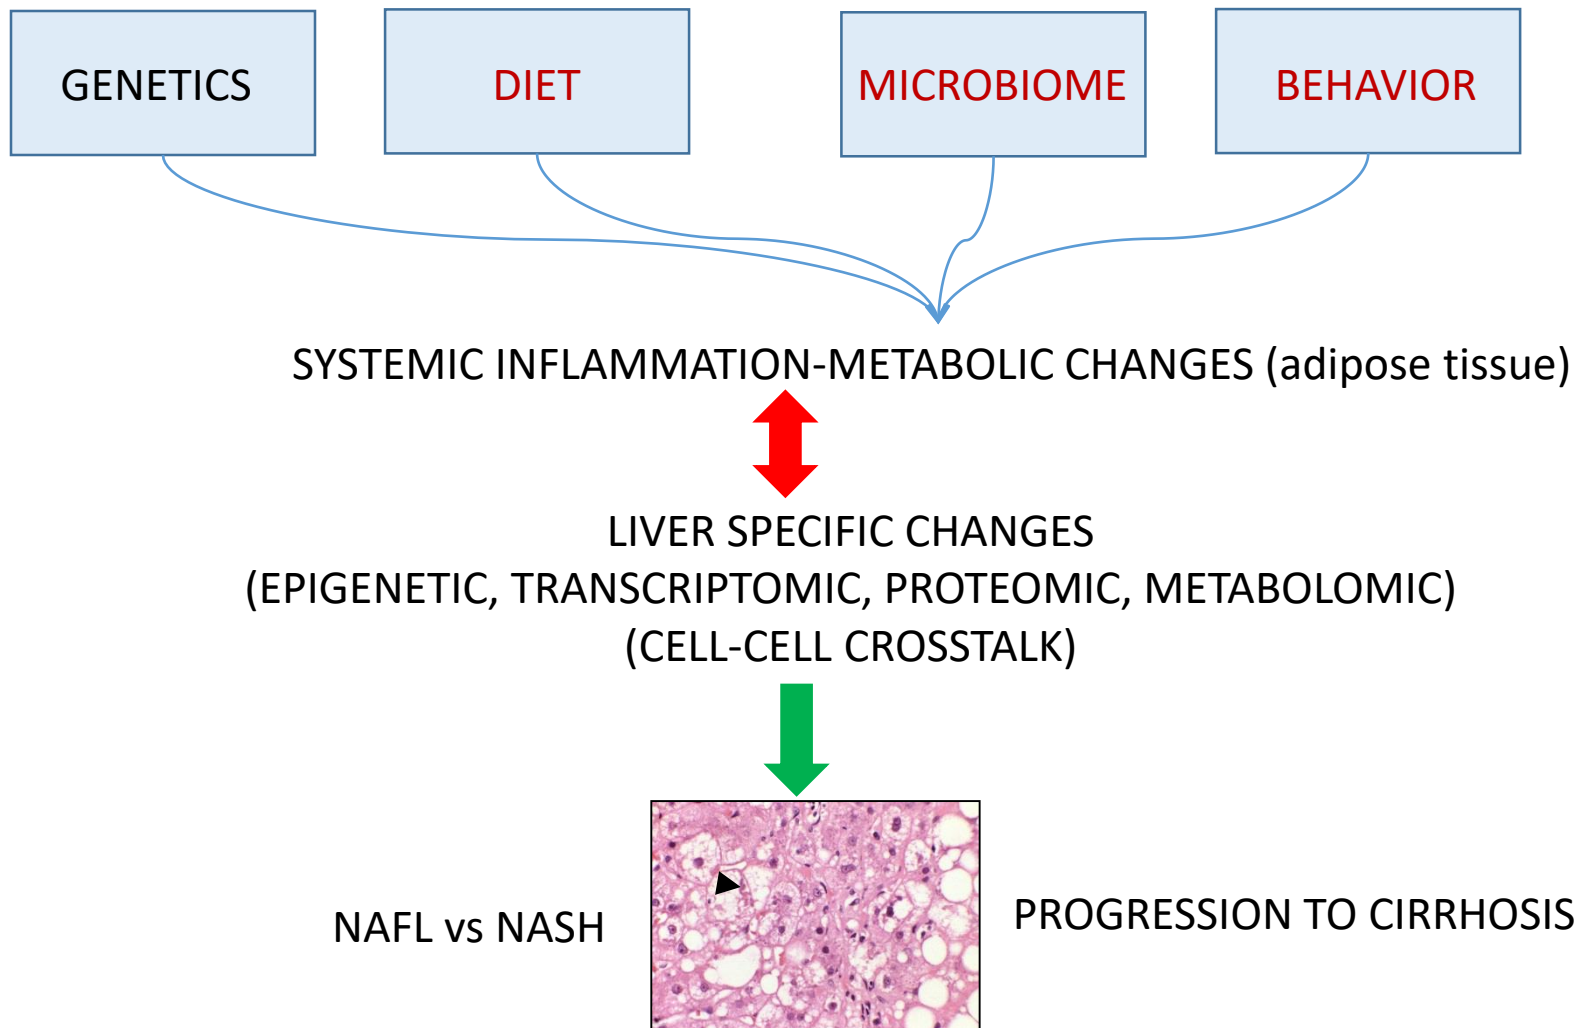 GENETICS
DIET
MICROBIOME
BEHAVIOR
SYSTEMIC INFLAMMATION-METABOLIC CHANGES (adipose tissue)
LIVER SPECIFIC CHANGES
(EPIGENETIC, TRANSCRIPTOMIC, PROTEOMIC, METABOLOMIC)
(CELL-CELL CROSSTALK)
NAFL vs NASH
PROGRESSION TO CIRRHOSIS